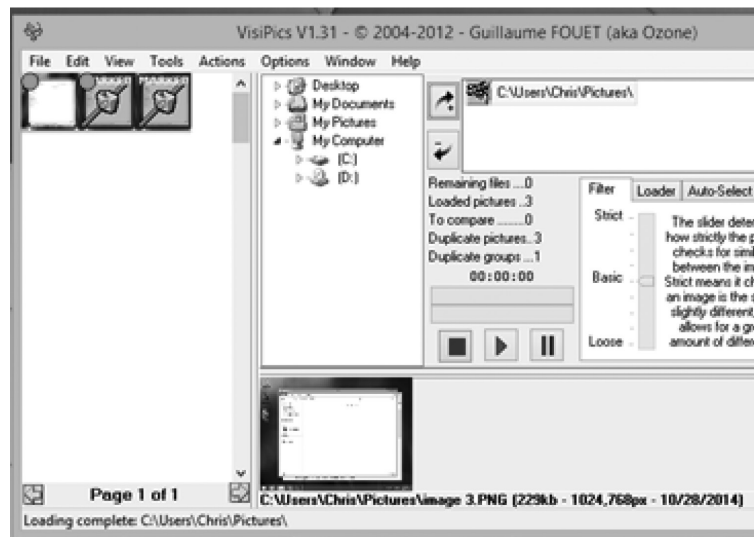 VisiPics V1.31 - © 2004-2012 - Guillaume FOUET (aka Ozone)
File Edit View Tools Actions Options Window Help
MARKED
Desktop
My Documents
My Pictures
My Computer
(C:)
(D:)
C:\Users\Chris\Pictures\
Remaining files ...0
Loaded pictures ..3
To compare .........0
Duplicate pictures..3
Duplicate groups ...1
00:00:00
Filter Loader Auto-Select
Strict
Basic
Loose
The slider deter
how strictly the p
checks for simil
between the im
Strict means it ch
an image is the s
slightly different,
allows for a gr
amount of differe
Page 1 of 1
C:\Users\Chris\Pictures\image 3.PNG (229kb - 1024,768px - 10/28/2014)
Loading complete: C:\Users\Chris\Pictures\